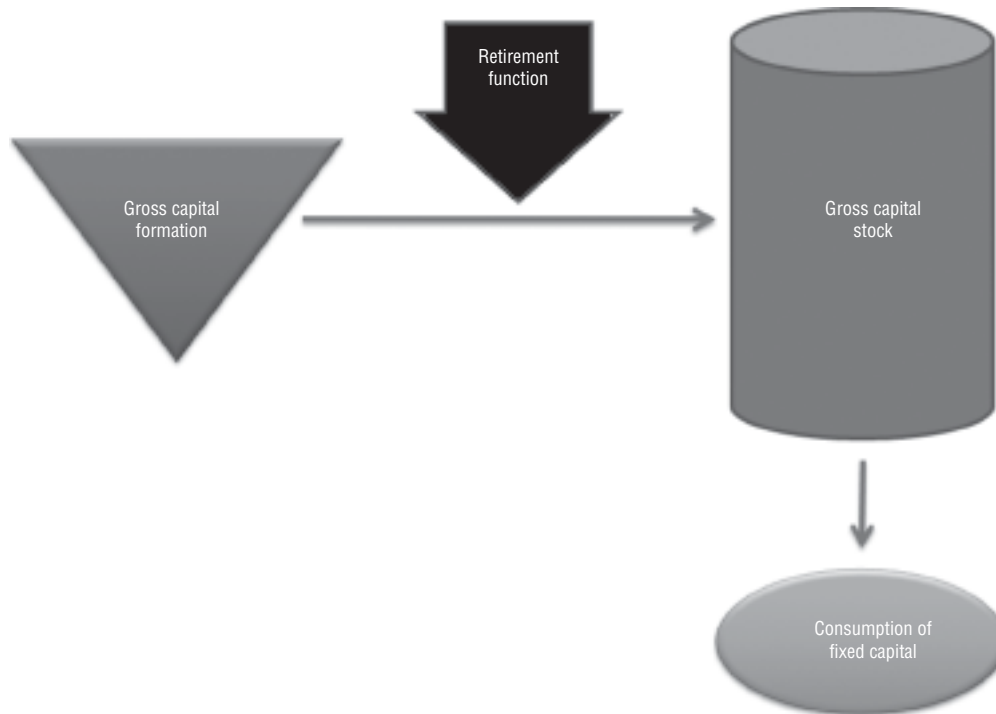 Retirement
function
Gross capital
formation
Gross capital
stock
Consumption of
fixed capital